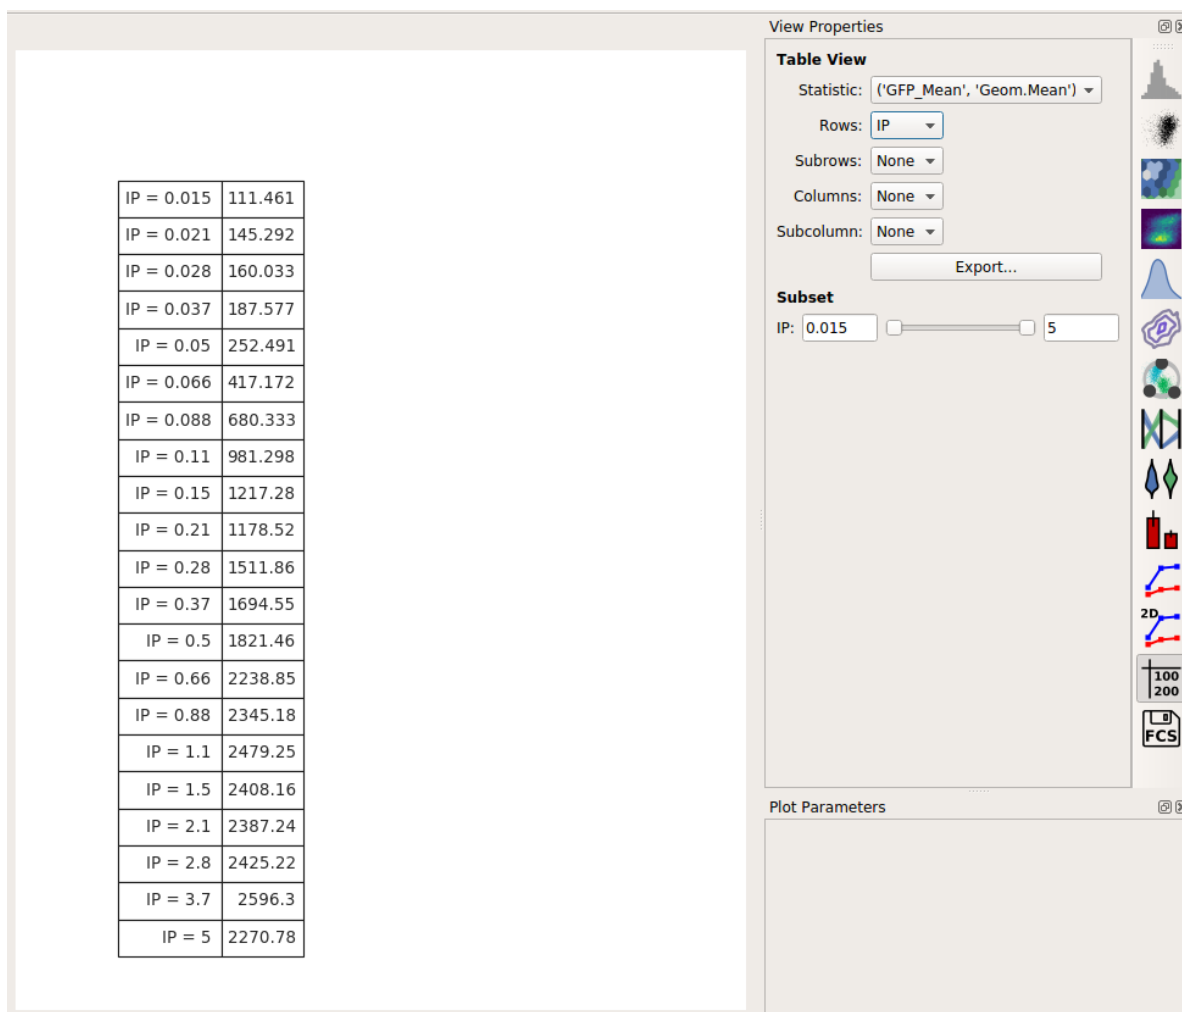 View Properties
Table View
Statistic: ('GFP_Mean', 'Geom.Mean')
Rows: IP
Subrows: None
Columns: None
Subcolumn: None
Export...
Subset
IP: 0.015 5
IP = 0.015 111.461
IP = 0.021 145.292
IP = 0.028 160.033
IP = 0.037 187.577
IP = 0.05 252.491
IP = 0.066 417.172
IP = 0.088 680.333
IP = 0.11 981.298
IP = 0.15 1217.28
IP = 0.21 1178.52
IP = 0.28 1511.86
IP = 0.37 1694.55
IP = 0.5 1821.46
IP = 0.66 2238.85
IP = 0.88 2345.18
IP = 1.1 2479.25
IP = 1.5 2408.16
IP = 2.1 2387.24
IP = 2.8 2425.22
IP = 3.7 2596.3
IP = 5 2270.78
2D
100
200
FCS
Plot Parameters